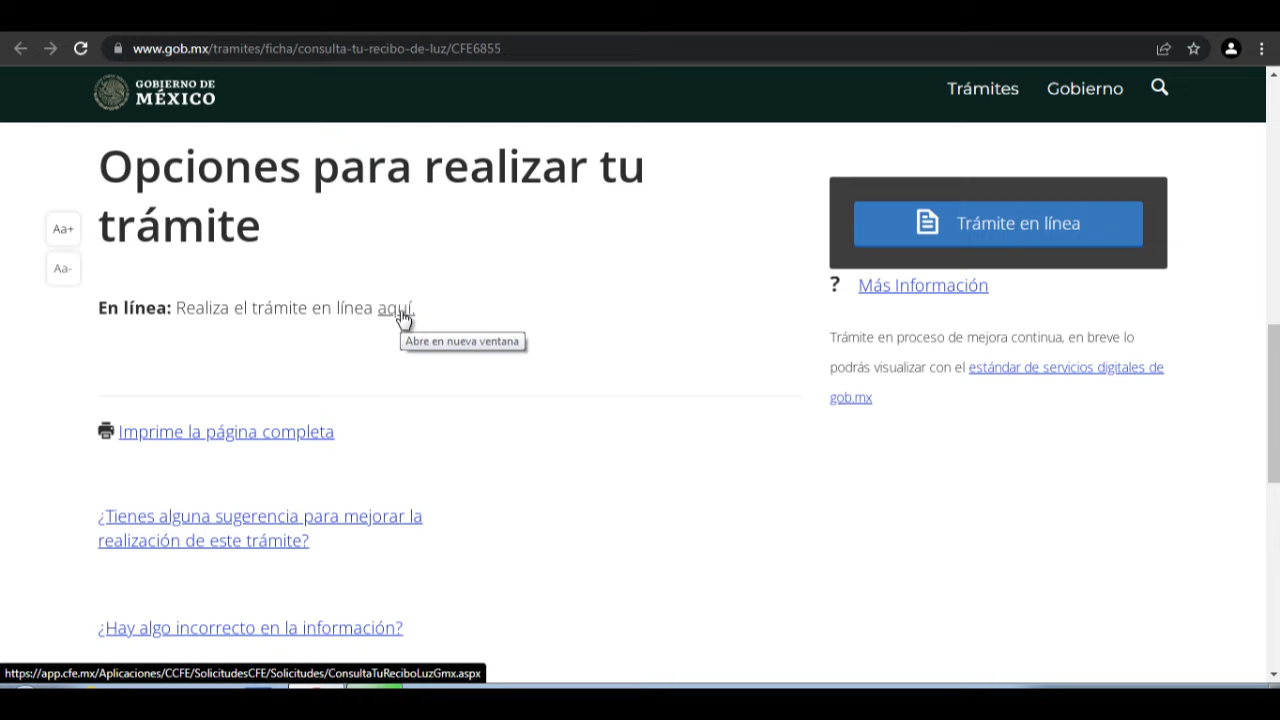 www.gob.mx/tramites/ficha/consulta-tu-recibo-de-luz/CFE6855
GOBIERNO DE
MÉXICO
Trámites
Gobierno
Opciones para realizar tu
trámite
Aa+
Aa-
En línea: Realiza el trámite en línea aquí.
Abre en nueva ventana
Imprime la página completa
¿Tienes alguna sugerencia para mejorar la
realización de este trámite?
¿Hay algo incorrecto en la información?
Trámite en línea
? Más Información
Trámite en proceso de mejora continua, en breve lo
podrás visualizar con el estándar de servicios digitales de
gob.mx
https://app.cfe.mx/Aplicaciones/CCFE/SolicitudesCFE/Solicitudes/ConsultaTuReciboLuzGmx.aspx